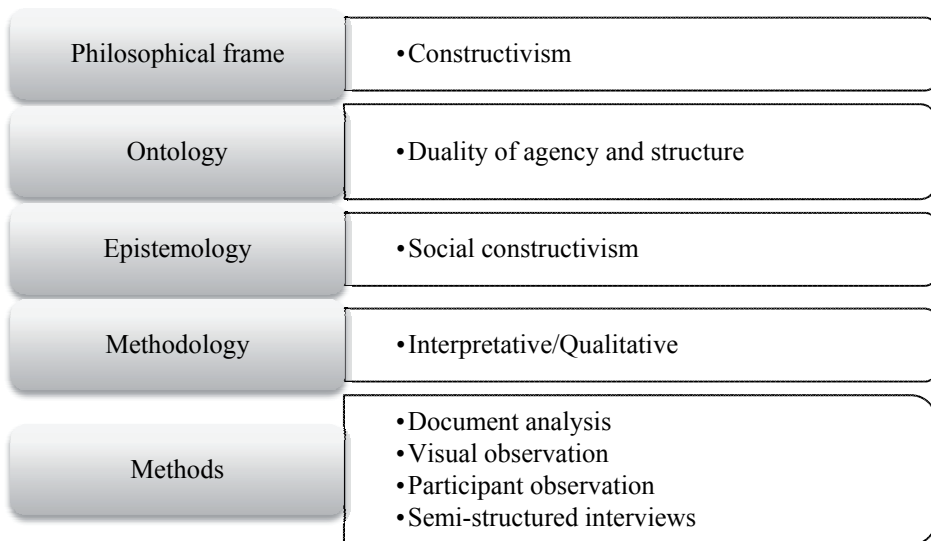 Philosophical frame
•Constructivism
Ontology
•Duality of agency and structure
Epistemology
•Social constructivism
Methodology
•Interpretative/Qualitative
Methods
•Document analysis
•Visual observation
•Participant observation
•Semi-structured interviews